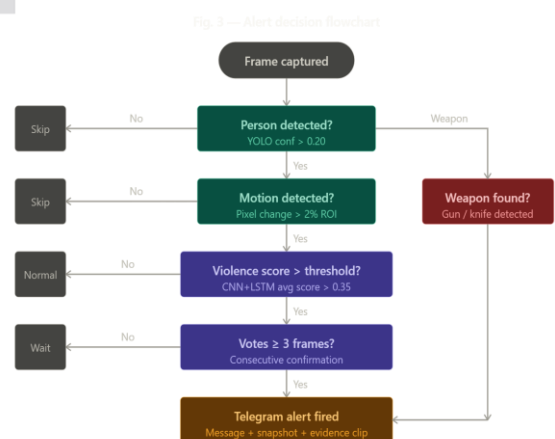 Fig. 3 — Alert decision flowchart
Frame captured
Person detected?
YOLO conf > 0.20
No
Skip
Weapon
Yes
Motion detected?
Pixel change > 2% ROI
No
Skip
Weapon found?
Gun / knife detected
Yes
Violence score > threshold?
CNN+LSTM avg score > 0.35
No
Normal
Yes
Votes ≥ 3 frames?
Consecutive confirmation
No
Wait
Yes
Telegram alert fired
Message + snapshot + evidence clip